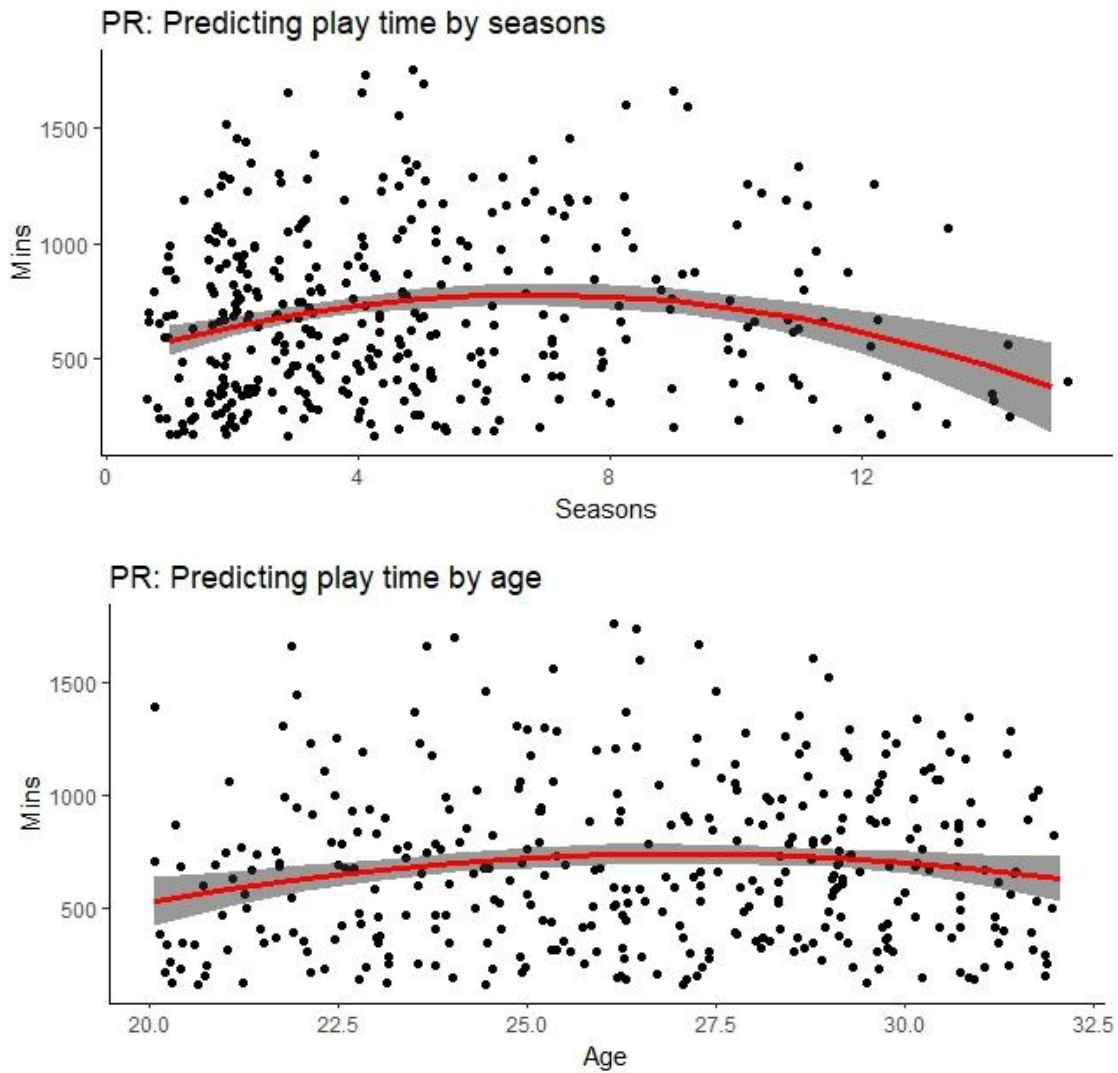 PR: Predicting play time by seasons
1500
1000
500
Mins
0 4 8 12
Seasons
PR: Predicting play time by age
1500
1000
500
Mins
20.0 22.5 25.0 27.5 30.0 32.5
Age